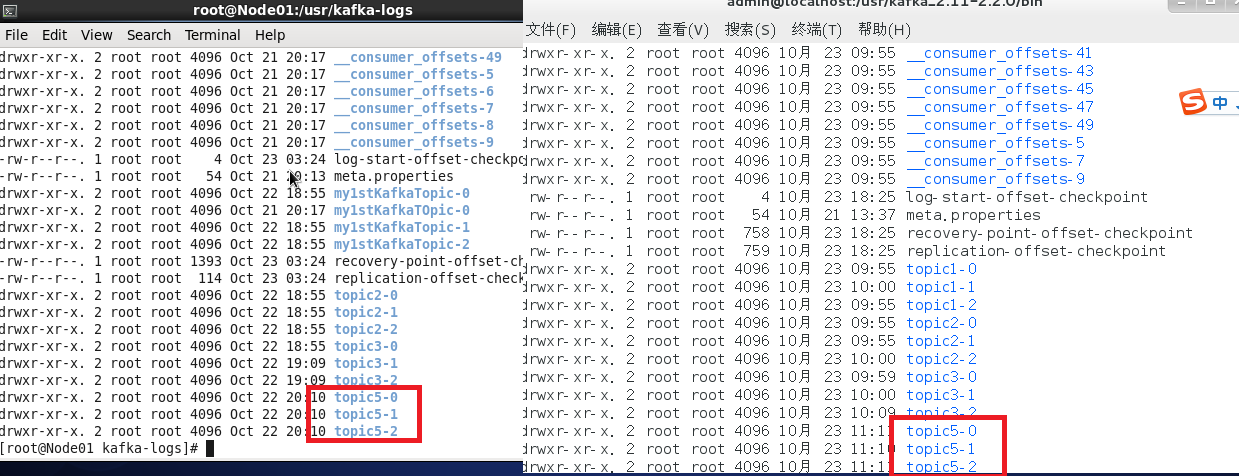 root@Node01:/usr/kafka-logs
File Edit View Search Terminal Help
drwxr-xr-x. 2 root root 4096 Oct 21 20:17 __consumer_offsets-49
drwxr-xr-x. 2 root root 4096 Oct 21 20:17 __consumer_offsets-5
drwxr-xr-x. 2 root root 4096 Oct 21 20:17 __consumer_offsets-6
drwxr-xr-x. 2 root root 4096 Oct 21 20:17 __consumer_offsets-7
drwxr-xr-x. 2 root root 4096 Oct 21 20:17 __consumer_offsets-8
drwxr-xr-x. 2 root root 4096 Oct 21 20:17 __consumer_offsets-9
-rw-r--r--. 1 root root 4 Oct 23 03:24 log-start-offset-checkpo
-rw-r--r--. 1 root root 54 Oct 21 :13 meta.properties
drwxr-xr-x. 2 root root 4096 Oct 22 18:55 my1stKafkaTopic-0
drwxr-xr-x. 2 root root 4096 Oct 21 20:17 my1stKafkaTopic-0
drwxr-xr-x. 2 root root 4096 Oct 22 18:55 my1stKafkaTopic-1
drwxr-xr-x. 2 root root 4096 Oct 22 18:55 my1stKafkaTopic-2
-rw-r--r--. 1 root root 1393 Oct 23 03:24 recovery-point-offset-ch
-rw-r--r--. 1 root root 114 Oct 23 03:24 replication-offset-check
drwxr-xr-x. 2 root root 4096 Oct 22 18:55 topic2-0
drwxr-xr-x. 2 root root 4096 Oct 22 18:55 topic2-1
drwxr-xr-x. 2 root root 4096 Oct 22 18:55 topic2-2
drwxr-xr-x. 2 root root 4096 Oct 22 18:55 topic3-0
drwxr-xr-x. 2 root root 4096 Oct 22 19:09 topic3-1
drwxr-xr-x. 2 root root 4096 Oct 22 19:09 topic3-2
drwxr-xr-x. 2 root root 4096 Oct 22 20:10 topic5-0
drwxr-xr-x. 2 root root 4096 Oct 22 20:10 topic5-1
drwxr-xr-x. 2 root root 4096 Oct 22 20:10 topic5-2
[root@Node01 kafka-logs]#
admin@localhost:/usr/kafka_2.11-2.2.0/bin
文件(F) 编辑(E) 查看(V) 搜索(S) 终端(T) 帮助(H)
drwxr-xr-x. 2 root root 4096 10月 23 09:55 __consumer_offsets-41
drwxr-xr-x. 2 root root 4096 10月 23 09:55 __consumer_offsets-43
drwxr-xr-x. 2 root root 4096 10月 23 09:55 __consumer_offsets-45
drwxr-xr-x. 2 root root 4096 10月 23 09:55 __consumer_offsets-47
drwxr-xr-x. 2 root root 4096 10月 23 09:55 __consumer_offsets-49
drwxr-xr-x. 2 root root 4096 10月 23 09:55 __consumer_offsets-5
drwxr-xr-x. 2 root root 4096 10月 23 09:55 __consumer_offsets-7
drwxr-xr-x. 2 root root 4096 10月 23 09:55 __consumer_offsets-9
rw-r--r--. 1 root root 4 10月 23 18:25 log-start-offset-checkpoint
rw-r--r--. 1 root root 54 10月 21 13:37 meta.properties
rw-r--r--. 1 root root 758 10月 23 18:25 recovery-point-offset-checkpoint
rw-r--r--. 1 root root 759 10月 23 18:25 replication-offset-checkpoint
drwxr-xr-x. 2 root root 4096 10月 23 09:55 topic1-0
drwxr-xr-x. 2 root root 4096 10月 23 10:00 topic1-1
drwxr-xr-x. 2 root root 4096 10月 23 09:55 topic1-2
drwxr-xr-x. 2 root root 4096 10月 23 09:55 topic2-0
drwxr-xr-x. 2 root root 4096 10月 23 09:55 topic2-1
drwxr-xr-x. 2 root root 4096 10月 23 10:00 topic2-2
drwxr-xr-x. 2 root root 4096 10月 23 09:59 topic3-0
drwxr-xr-x. 2 root root 4096 10月 23 10:00 topic3-1
drwxr-xr-x. 2 root root 4096 10月 23 10:09 topic3-2
drwxr-xr-x. 2 root root 4096 10月 23 11:1 topic5-0
drwxr-xr-x. 2 root root 4096 10月 23 11:1 topic5-1
drwxr-xr-x. 2 root root 4096 10月 23 11:1 topic5-2
S 中